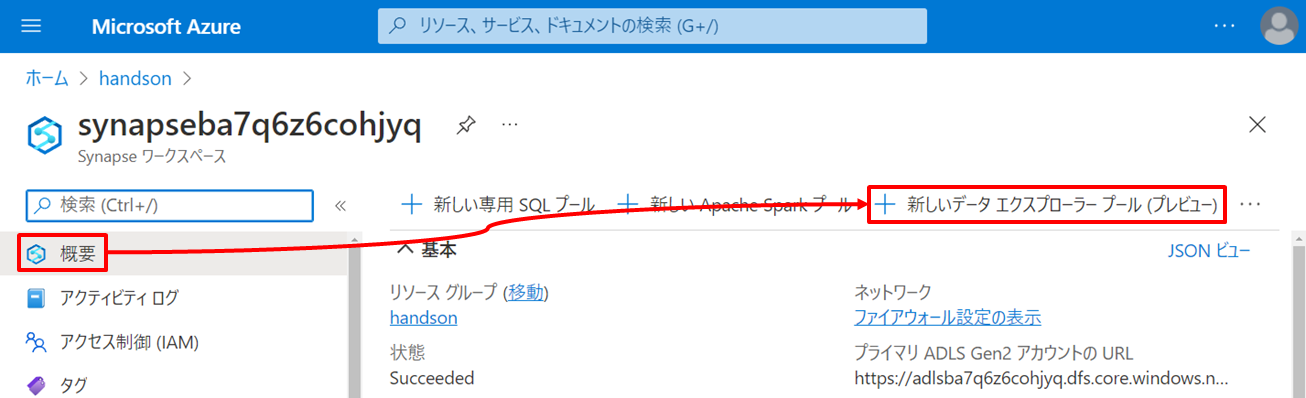 Microsoft Azure
リソース、サービス、ドキュメントの検索 (G+/)
ホーム > handson >
synapseba7q6z6cohjyq
Synapse ワークスペース
検索 (Ctrl+/)
新しい専用 SQL プール
新しい Apache Spark プール
新しいデータ エクスプローラー プール (プレビュー)
概要
アクティビティ ログ
アクセス制御 (IAM)
タグ
基本
JSON ビュー
リソース グループ (移動)
handson
状態
Succeeded
ネットワーク
ファイアウォール設定の表示
プライマリ ADLS Gen2 アカウントの URL
https://adlsba7q6z6cohjyq.dfs.core.windows.n...